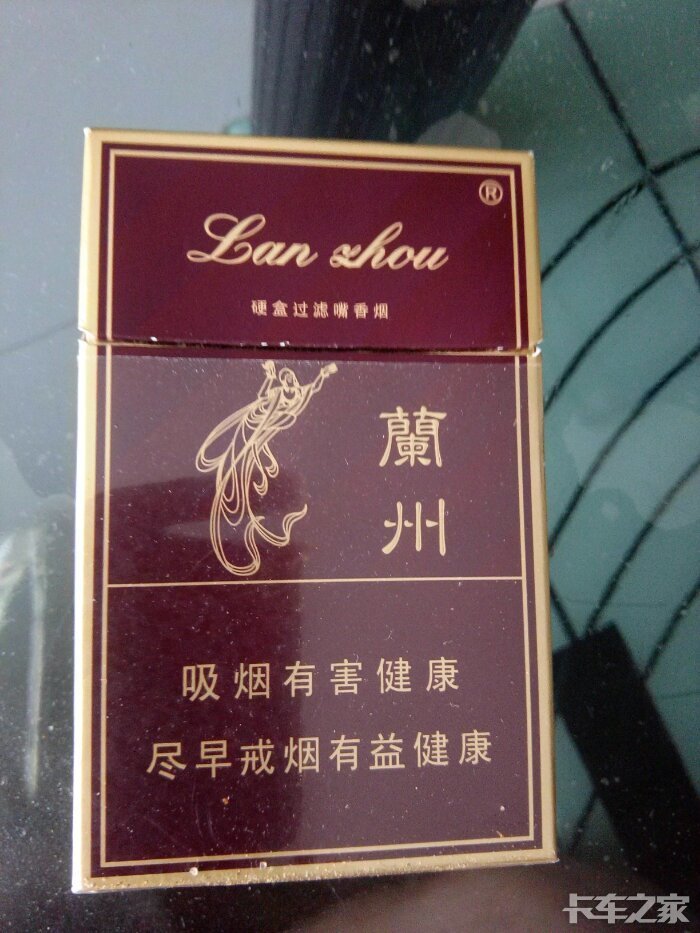 ®
Lan zhou
硬盒过滤嘴香烟
蘭
州
吸烟有害健康
尽早戒烟有益健康
卡车之家